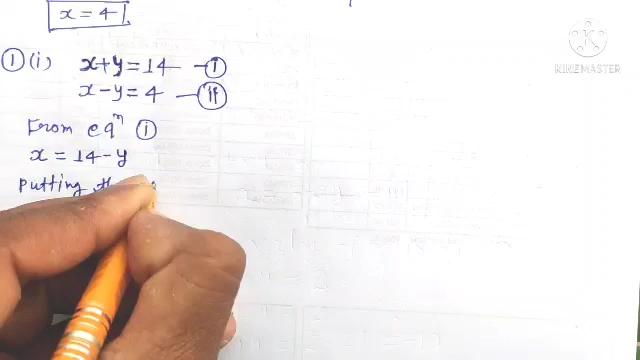 x = 4
① (i) x+y = 14 — ①
x − y = 4 — ⓘⓘ
From eqⁿ ①
x = 14 − y
Putting
KINEMASTER